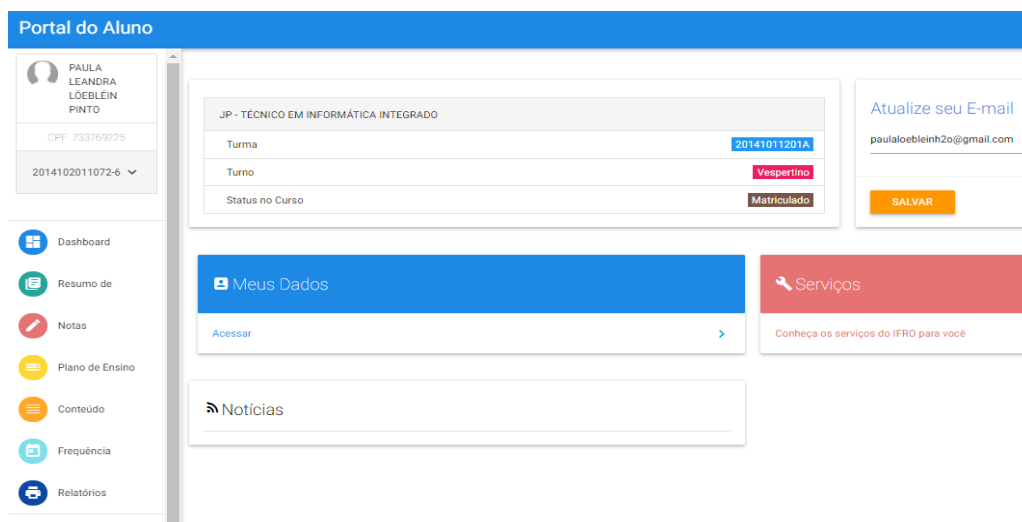 Portal do Aluno
PAULA
LEANDRA
LÖEBLÉIN
PINTO
CPF: 733769225
2014102011072-6
Dashboard
Resumo de
Notas
Plano de Ensino
Conteúdo
Frequência
Relatórios
JP - TÉCNICO EM INFORMÁTICA INTEGRADO
Turma 20141011201A
Turno Vespertino
Status no Curso Matriculado
Atualize seu E-mail
paulaloebleinh2o@gmail.com
SALVAR
Meus Dados
Acessar
Serviços
Conheça os serviços do IFRO para você
Notícias